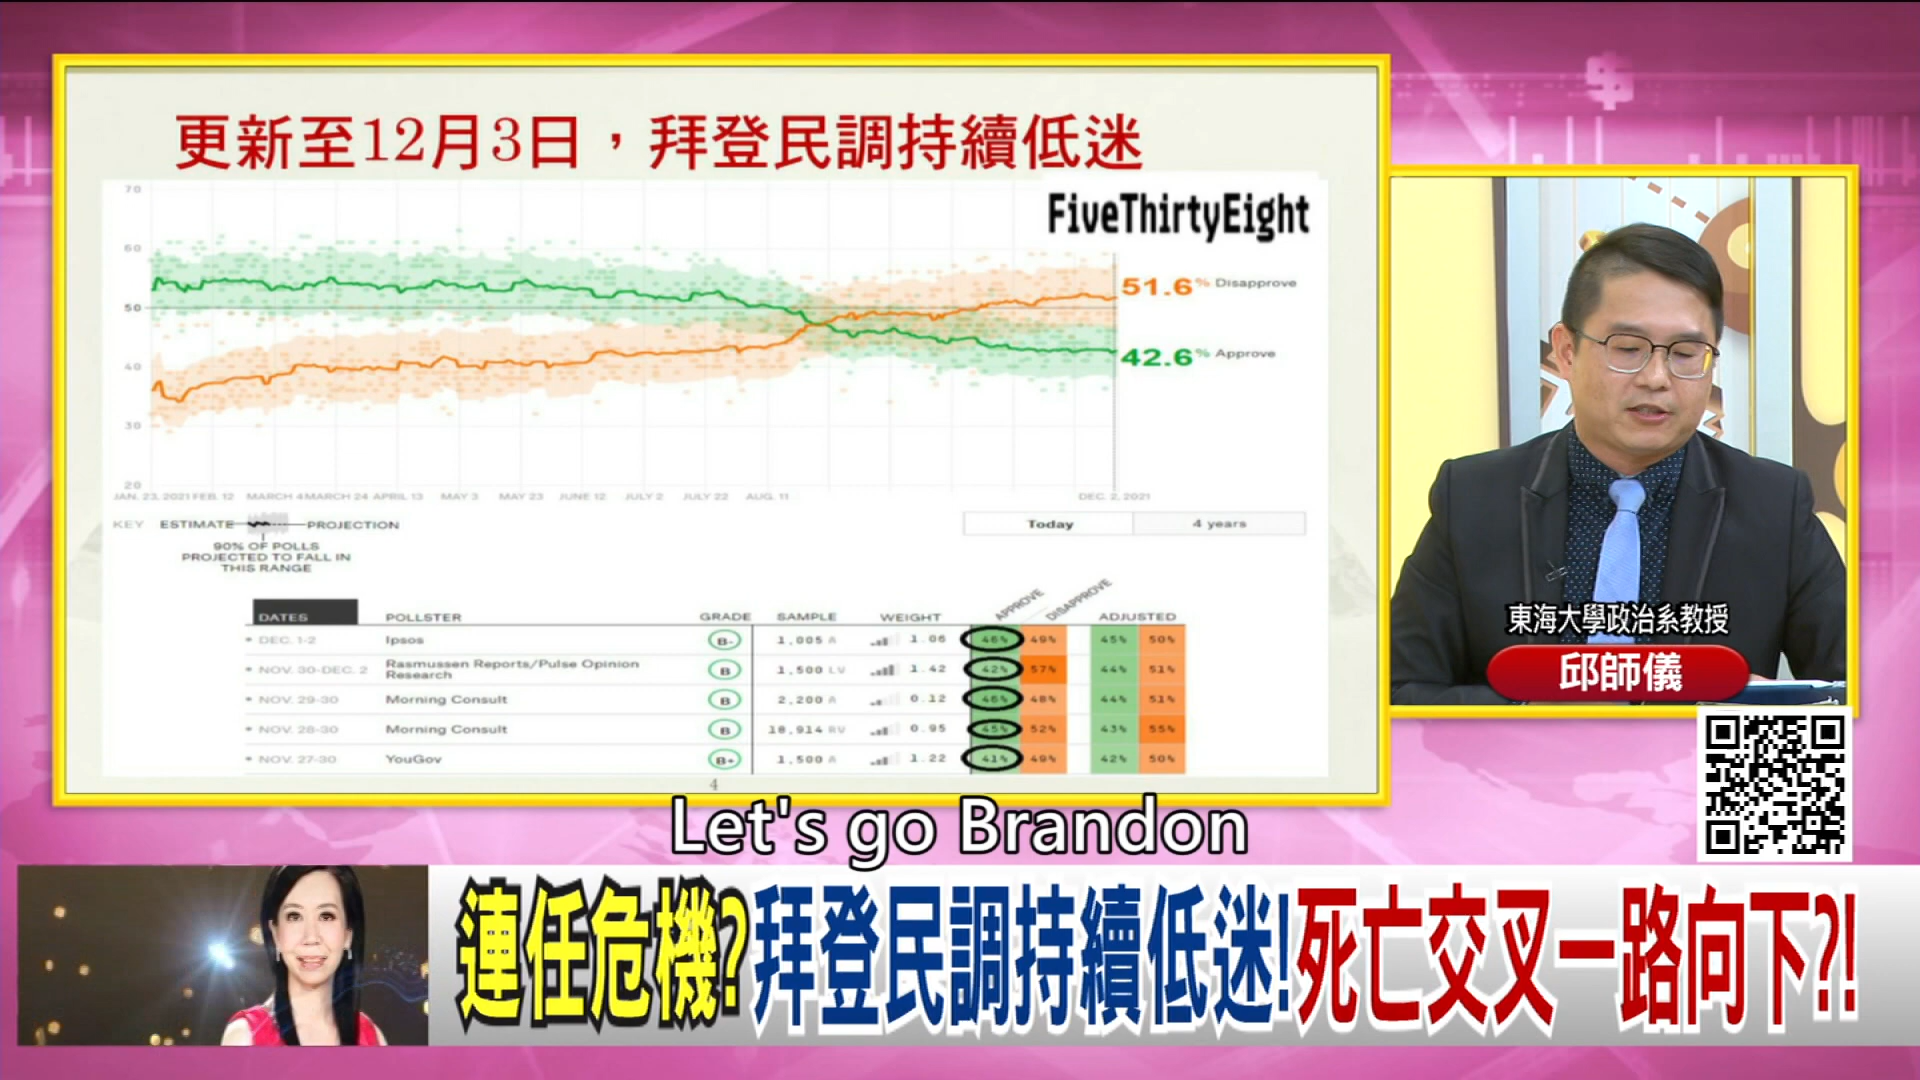 更新至12月3日，拜登民調持續低迷
FiveThirtyEight
70
60
50
40
30
20
51.6% Disapprove
42.6% Approve
JAN. 23, 2021 FEB. 12 MARCH 4 MARCH 24 APRIL 13 MAY 3 MAY 23 JUNE 12 JULY 2 JULY 22 AUG. 11 DEC. 2, 2021
KEY ESTIMATE PROJECTION
90% OF POLLS
PROJECTED TO FALL IN
THIS RANGE
Today 4 years
DATES POLLSTER GRADE SAMPLE WEIGHT APPROVE DISAPPROVE ADJUSTED
• DEC. 1-2 Ipsos B- 1,005 A 1.06 46% 49% 45% 50%
• NOV. 30-DEC. 2 Rasmussen Reports/Pulse Opinion Research B 1,500 LV 1.42 42% 57% 44% 51%
• NOV. 29-30 Morning Consult B 2,200 A 0.12 46% 48% 44% 51%
• NOV. 28-30 Morning Consult B 18,914 RU 0.95 45% 52% 43% 55%
• NOV. 27-30 YouGov B+ 1,500 A 1.22 41% 49% 42% 50%
4
東海大學政治系教授
邱師儀
Let's go Brandon
連任危機?拜登民調持續低迷!死亡交叉一路向下?!